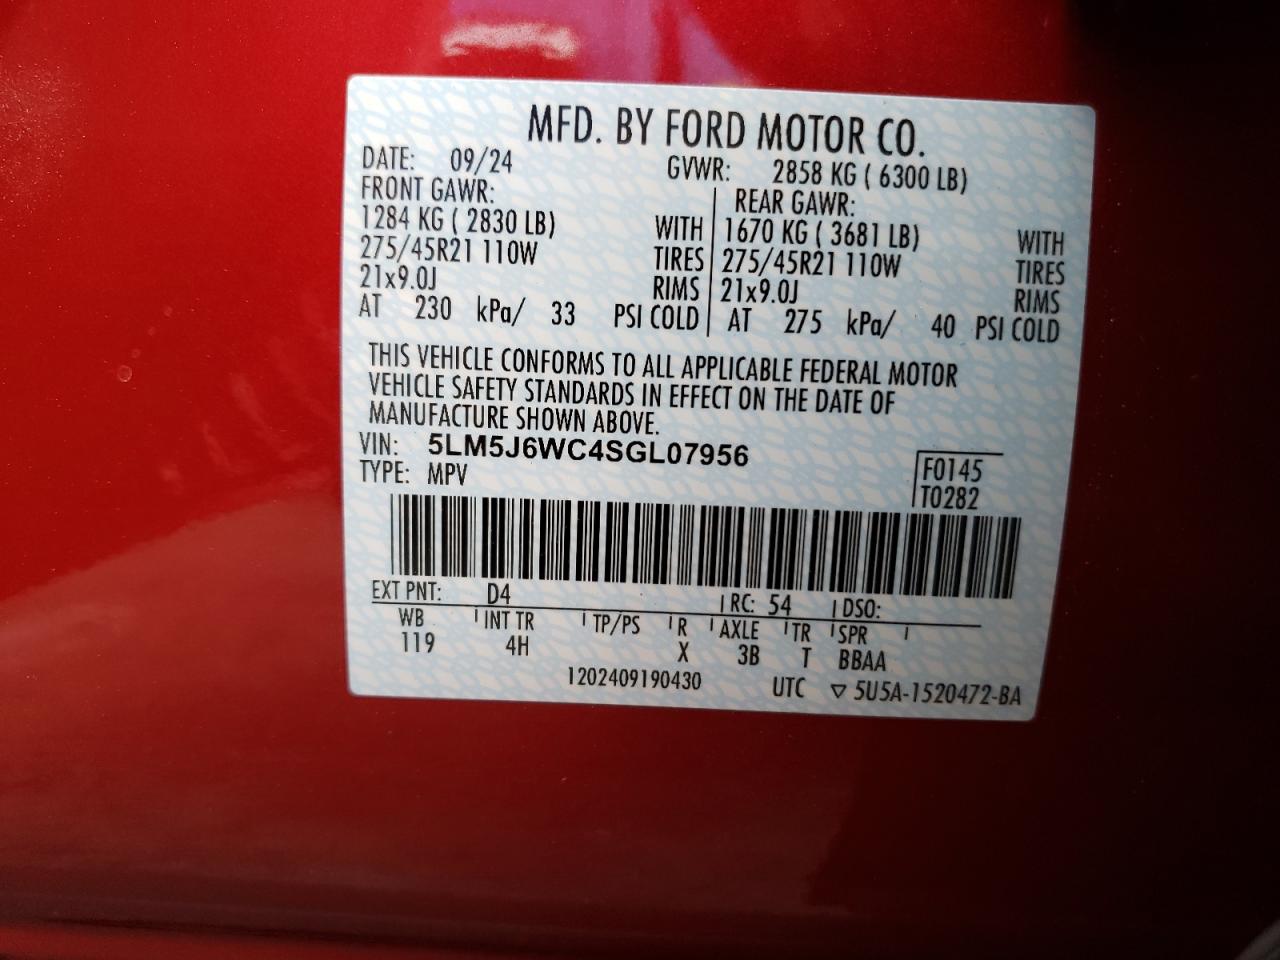 MFD. BY FORD MOTOR CO.
DATE: 09/24 GVWR: 2858 KG ( 6300 LB)
FRONT GAWR: REAR GAWR:
1284 KG ( 2830 LB) WITH 1670 KG ( 3681 LB) WITH
275/45R21 110W TIRES 275/45R21 110W TIRES
21x9.0J RIMS 21x9.0J RIMS
AT 230 kPa/ 33 PSI COLD AT 275 kPa/ 40 PSI COLD
THIS VEHICLE CONFORMS TO ALL APPLICABLE FEDERAL MOTOR
VEHICLE SAFETY STANDARDS IN EFFECT ON THE DATE OF
MANUFACTURE SHOWN ABOVE.
VIN: 5LM5J6WC4SGL07956
TYPE: MPV
F0145
T0282
EXT PNT: D4 RC: 54 DSO:
WB INT TR TP/PS R AXLE TR SPR
119 4H X 3B T BBAA
1202409190430 UTC ▽ 5U5A-1520472-BA